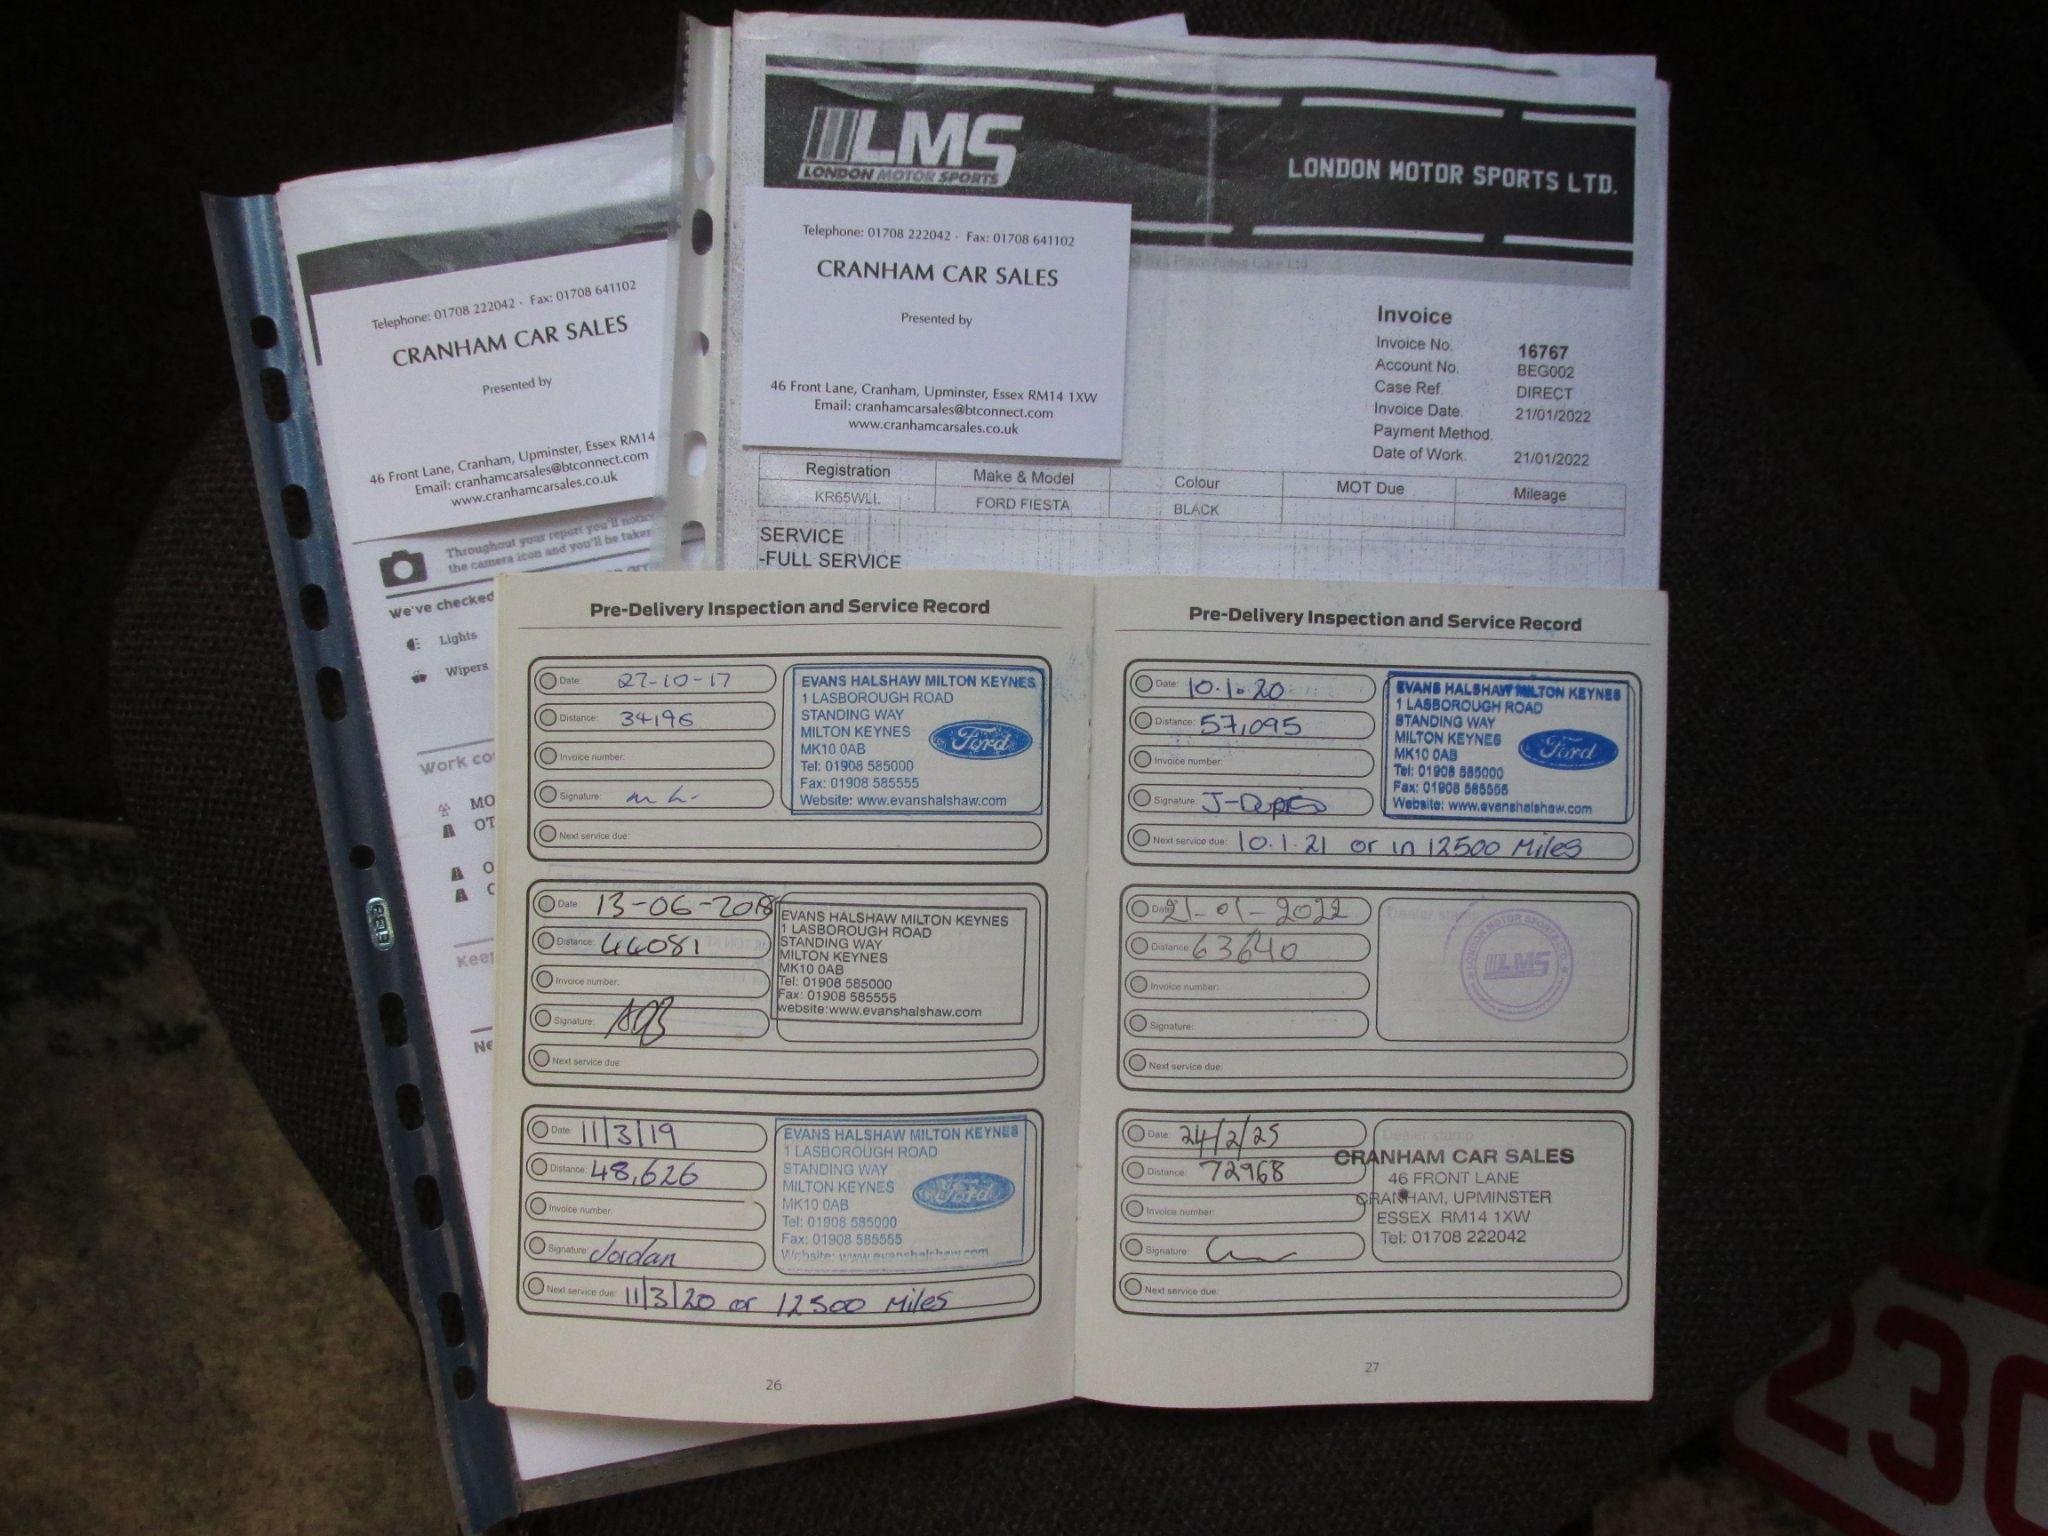 LMS
LONDON MOTOR SPORTS
LONDON MOTOR SPORTS LTD.
Telephone: 01708 222042 · Fax: 01708 641102
CRANHAM CAR SALES
Presented by
46 Front Lane, Cranham, Upminster, Essex RM14 1XW
Email: cranhamcarsales@btconnect.com
www.cranhamcarsales.co.uk
Invoice
Invoice No. 16767
Account No. BEG002
Case Ref. DIRECT
Invoice Date. 21/01/2022
Payment Method.
Date of Work. 21/01/2022
Registration Make & Model Colour MOT Due Mileage
KR65WLL FORD FIESTA BLACK
SERVICE
-FULL SERVICE
Telephone: 01708 222042 · Fax: 01708 641102
CRANHAM CAR SALES
Presented by
46 Front Lane, Cranham, Upminster, Essex RM14
Email: cranhamcarsales@btconnect.com
www.cranhamcarsales.co.uk
Throughout your report you'll notice
the camera icon and you'll be taken
We've checked
Lights
Wipers
Work
MO
OT
Pre-Delivery Inspection and Service Record
Date: 27-10-17
Distance: 34196
Invoice number:
Signature:
Next service due:
EVANS HALSHAW MILTON KEYNES
1 LASBOROUGH ROAD
STANDING WAY
MILTON KEYNES
MK10 0AB
Tel: 01908 585000
Fax: 01908 585555
Website: www.evanshalshaw.com
Ford
Date: 13-06-2018
Distance: 44081
Invoice number:
Signature:
Next service due:
EVANS HALSHAW MILTON KEYNES
1 LASBOROUGH ROAD
STANDING WAY
MILTON KEYNES
MK10 0AB
Tel: 01908 585000
Fax: 01908 585555
website:www.evanshalshaw.com
Date: 11/3/19
Distance: 48,626
Invoice number:
Signature: Jordan
Next service due: 11/3/20 or 12500 Miles
EVANS HALSHAW MILTON KEYNES
1 LASBOROUGH ROAD
STANDING WAY
MILTON KEYNES
MK10 0AB
Tel: 01908 585000
Fax: 01908 585555
Website: www.evanshalshaw.com
Ford
26
Pre-Delivery Inspection and Service Record
Date: 10.1.20
Distance: 57,095
Invoice number:
Signature:
Next service due: 10.1.21 or in 12500 Miles
EVANS HALSHAW MILTON KEYNES
1 LASBOROUGH ROAD
STANDING WAY
MILTON KEYNES
MK10 0AB
Tel: 01908 585000
Fax: 01908 585555
Website: www.evanshalshaw.com
Ford
Date: 21-01-2022
Distance: 63640
Invoice number:
Signature:
Next service due:
Dealer stamp
LONDON MOTOR SPORTS LTD.
LMS
Date: 24/2/25
Distance: 72968
Invoice number:
Signature:
Next service due:
Dealer stamp
CRANHAM CAR SALES
46 FRONT LANE
CRANHAM, UPMINSTER
ESSEX RM14 1XW
Tel: 01708 222042
27
230